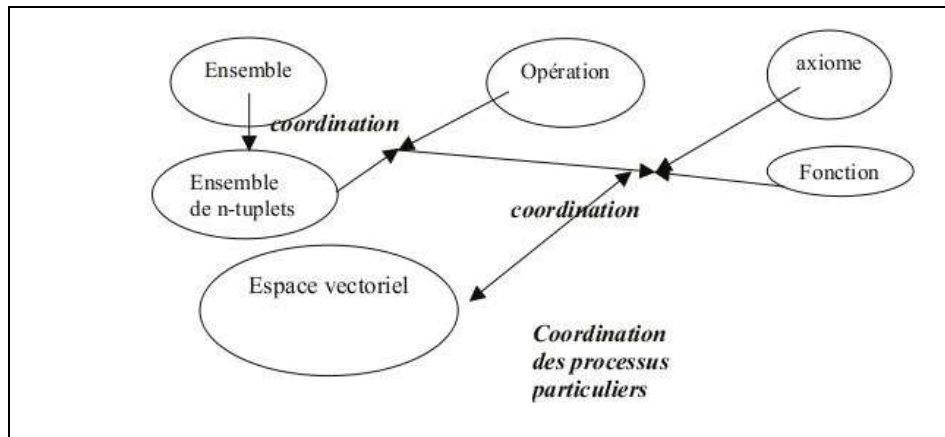 Ensemble
Opération
axiome
coordination
Ensemble
de n-tuplets
Fonction
coordination
Espace vectoriel
Coordination
des processus
particuliers